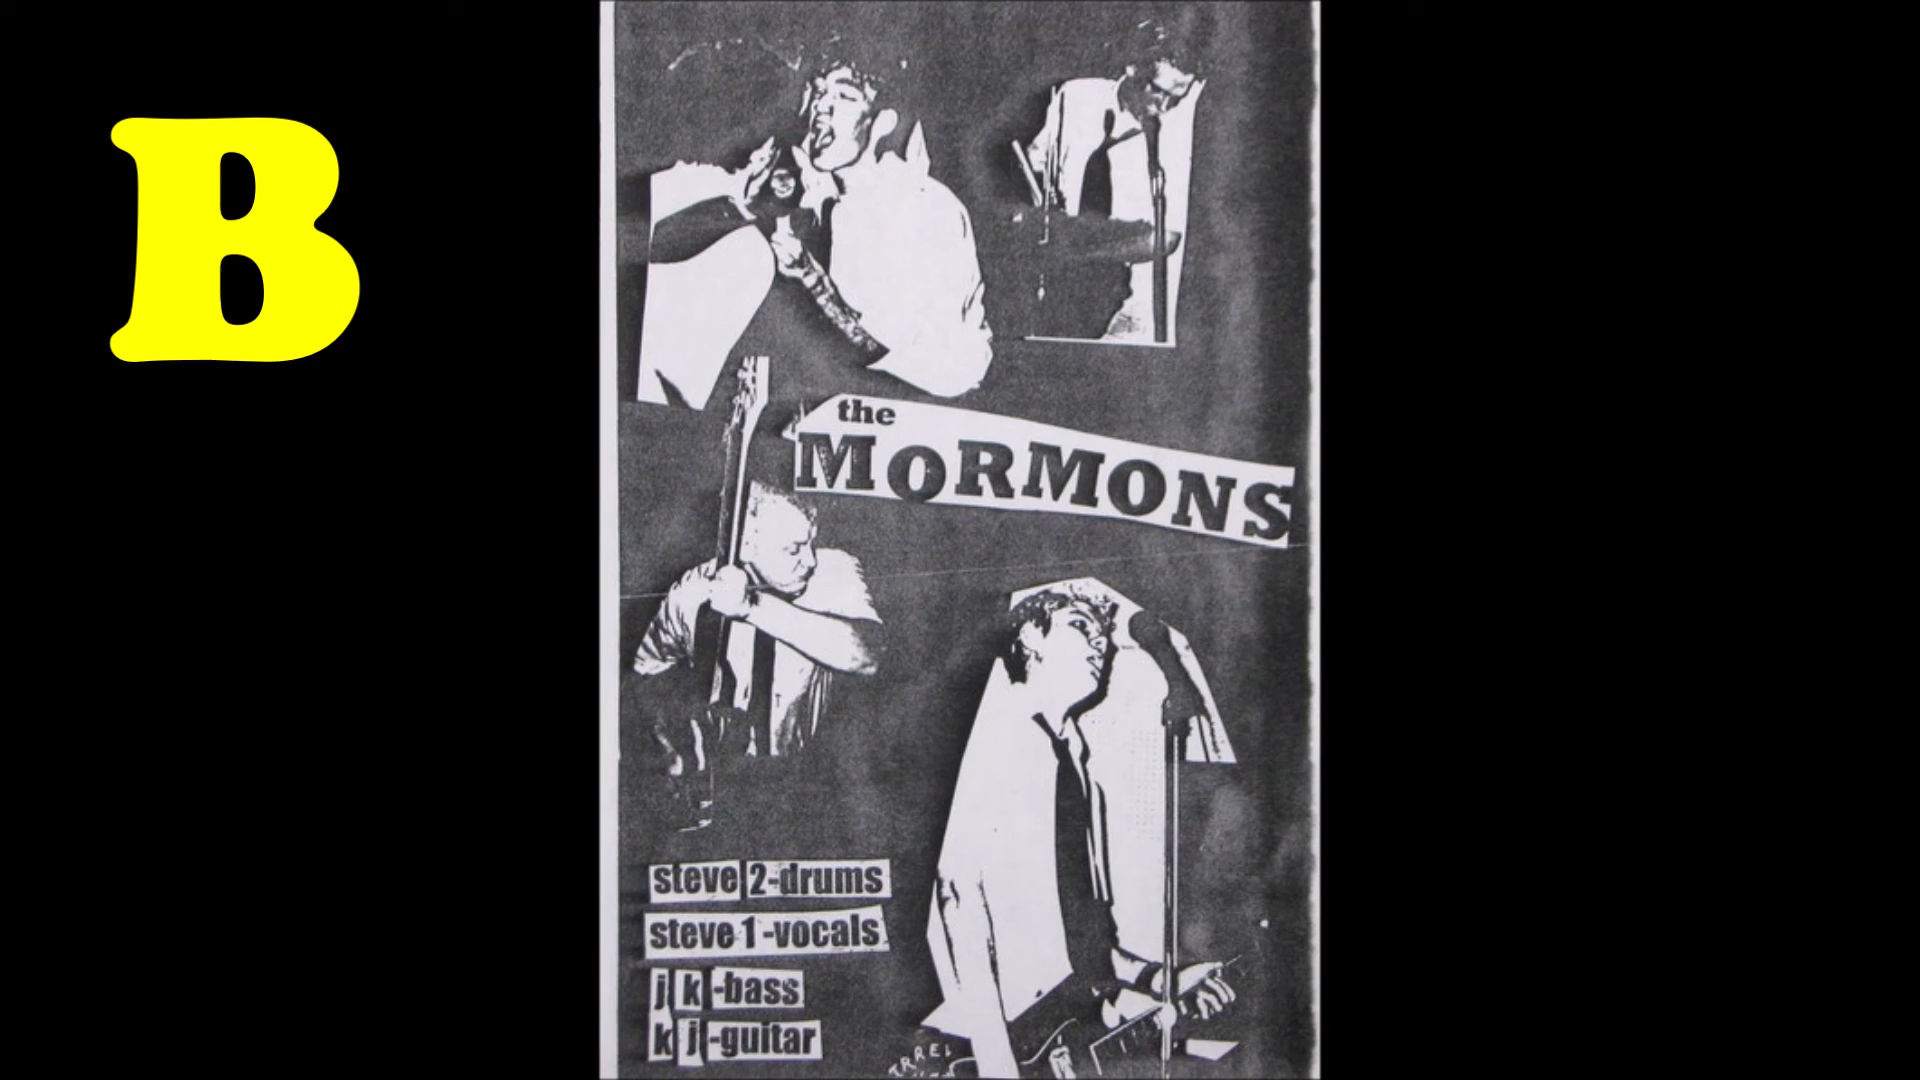 B
the
MORMONS
steve 2-drums
steve 1-vocals
j k-bass
k j-guitar